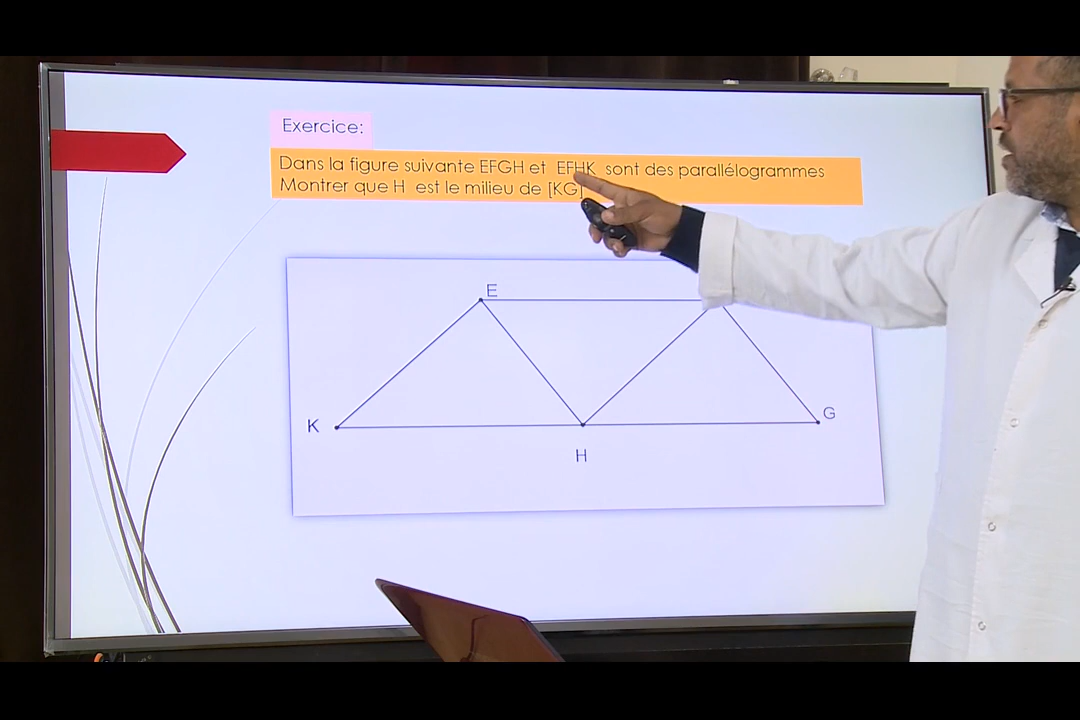 Exercice:
Dans la figure suivante EFGH et EFHK sont des parallélogrammes
Montrer que H est le milieu de [KG]
E
K
G
H